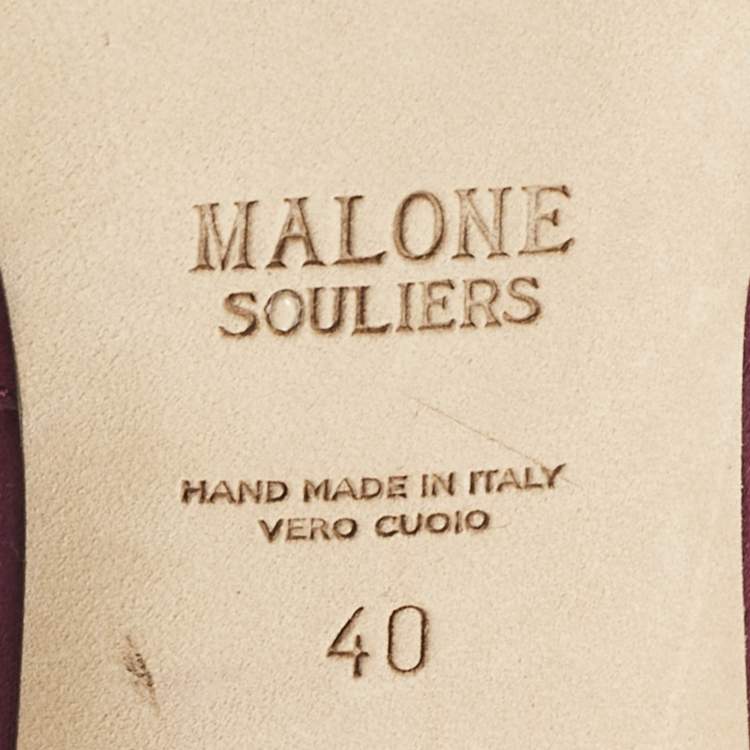 MALONE
SOULIERS
HAND MADE IN ITALY
VERO CUOIO
40